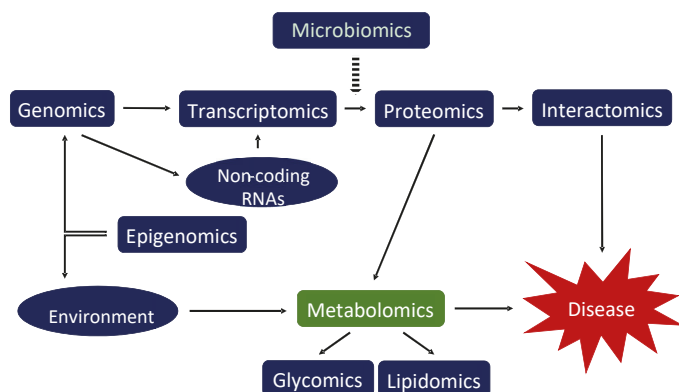 Microbiomics
Genomics
Transcriptomics
Proteomics
Interactomics
Non-coding
RNAs
Epigenomics
Environment
Metabolomics
Disease
Glycomics
Lipidomics